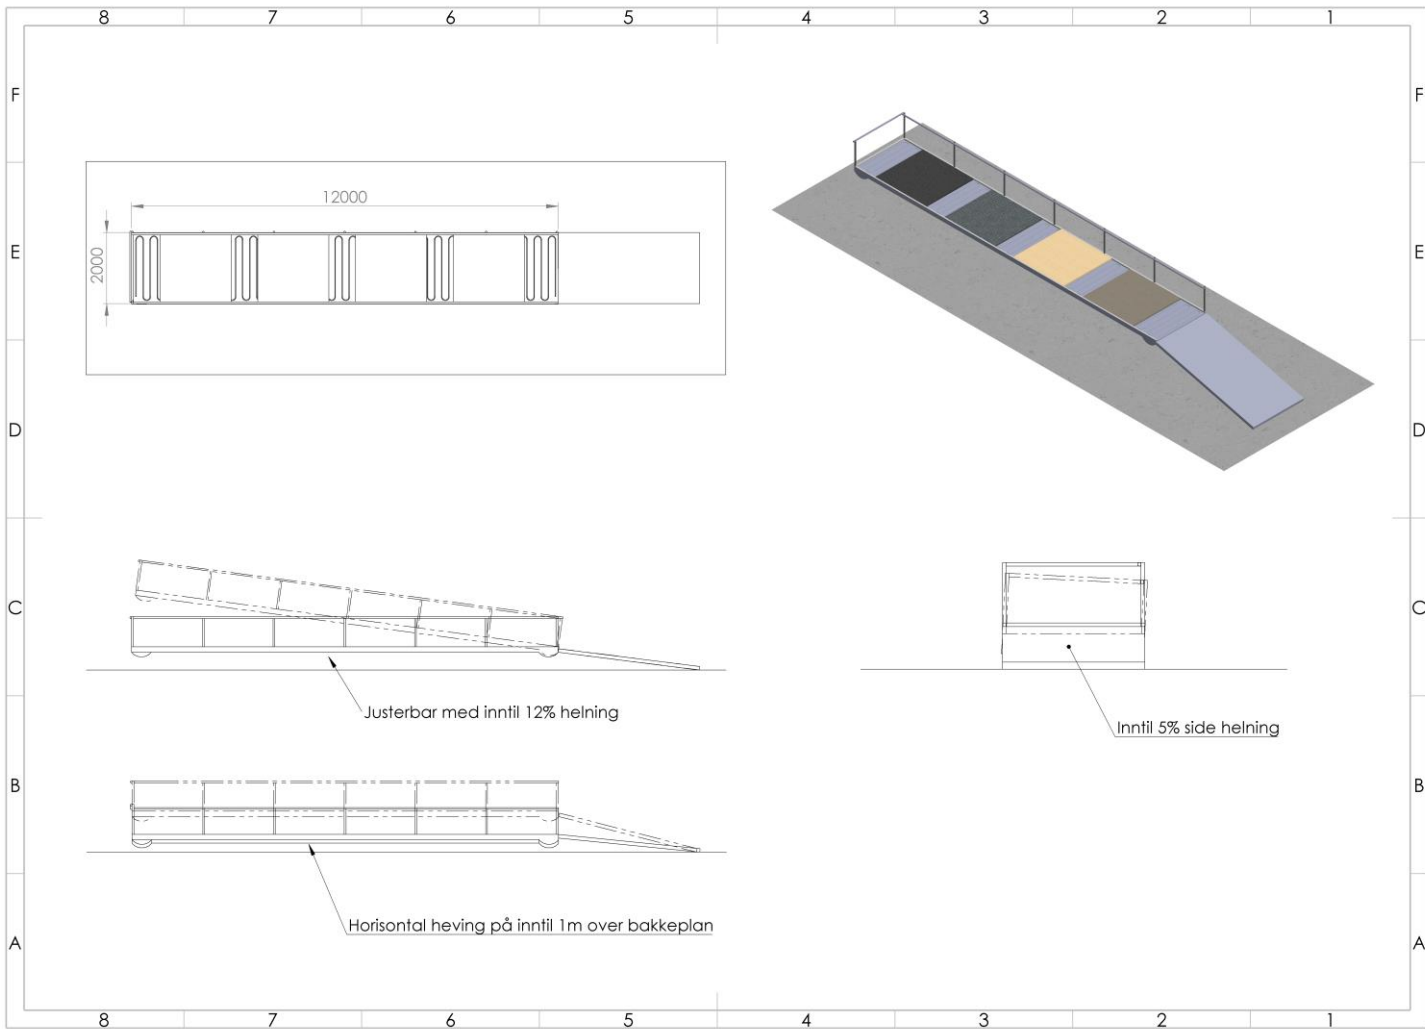 8 7 6 5 4 3 2 1
F F
12000
E E
2000
D D
C C
Justerbar med inntil 12% helning
Inntil 5% side helning
B B
Horisontal heving på inntil 1m over bakkeplan
A A
8 7 6 5 4 3 2 1